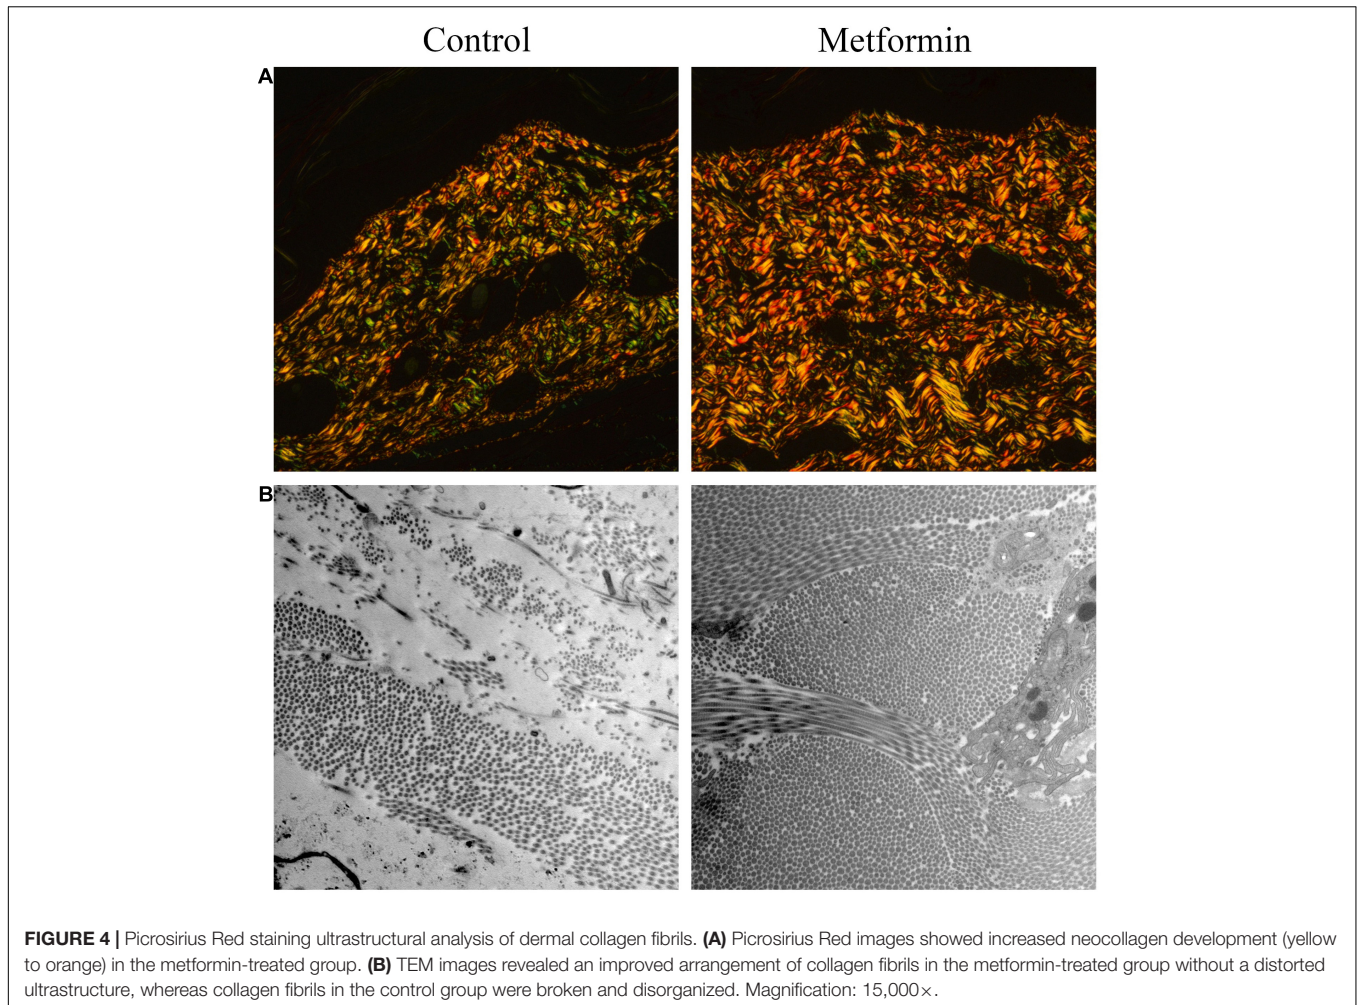 Control Metformin
A
B
FIGURE 4 | Picrosirius Red staining ultrastructural analysis of dermal collagen fibrils. (A) Picrosirius Red images showed increased neocollagen development (yellow
to orange) in the metformin-treated group. (B) TEM images revealed an improved arrangement of collagen fibrils in the metformin-treated group without a distorted
ultrastructure, whereas collagen fibrils in the control group were broken and disorganized. Magnification: 15,000×.